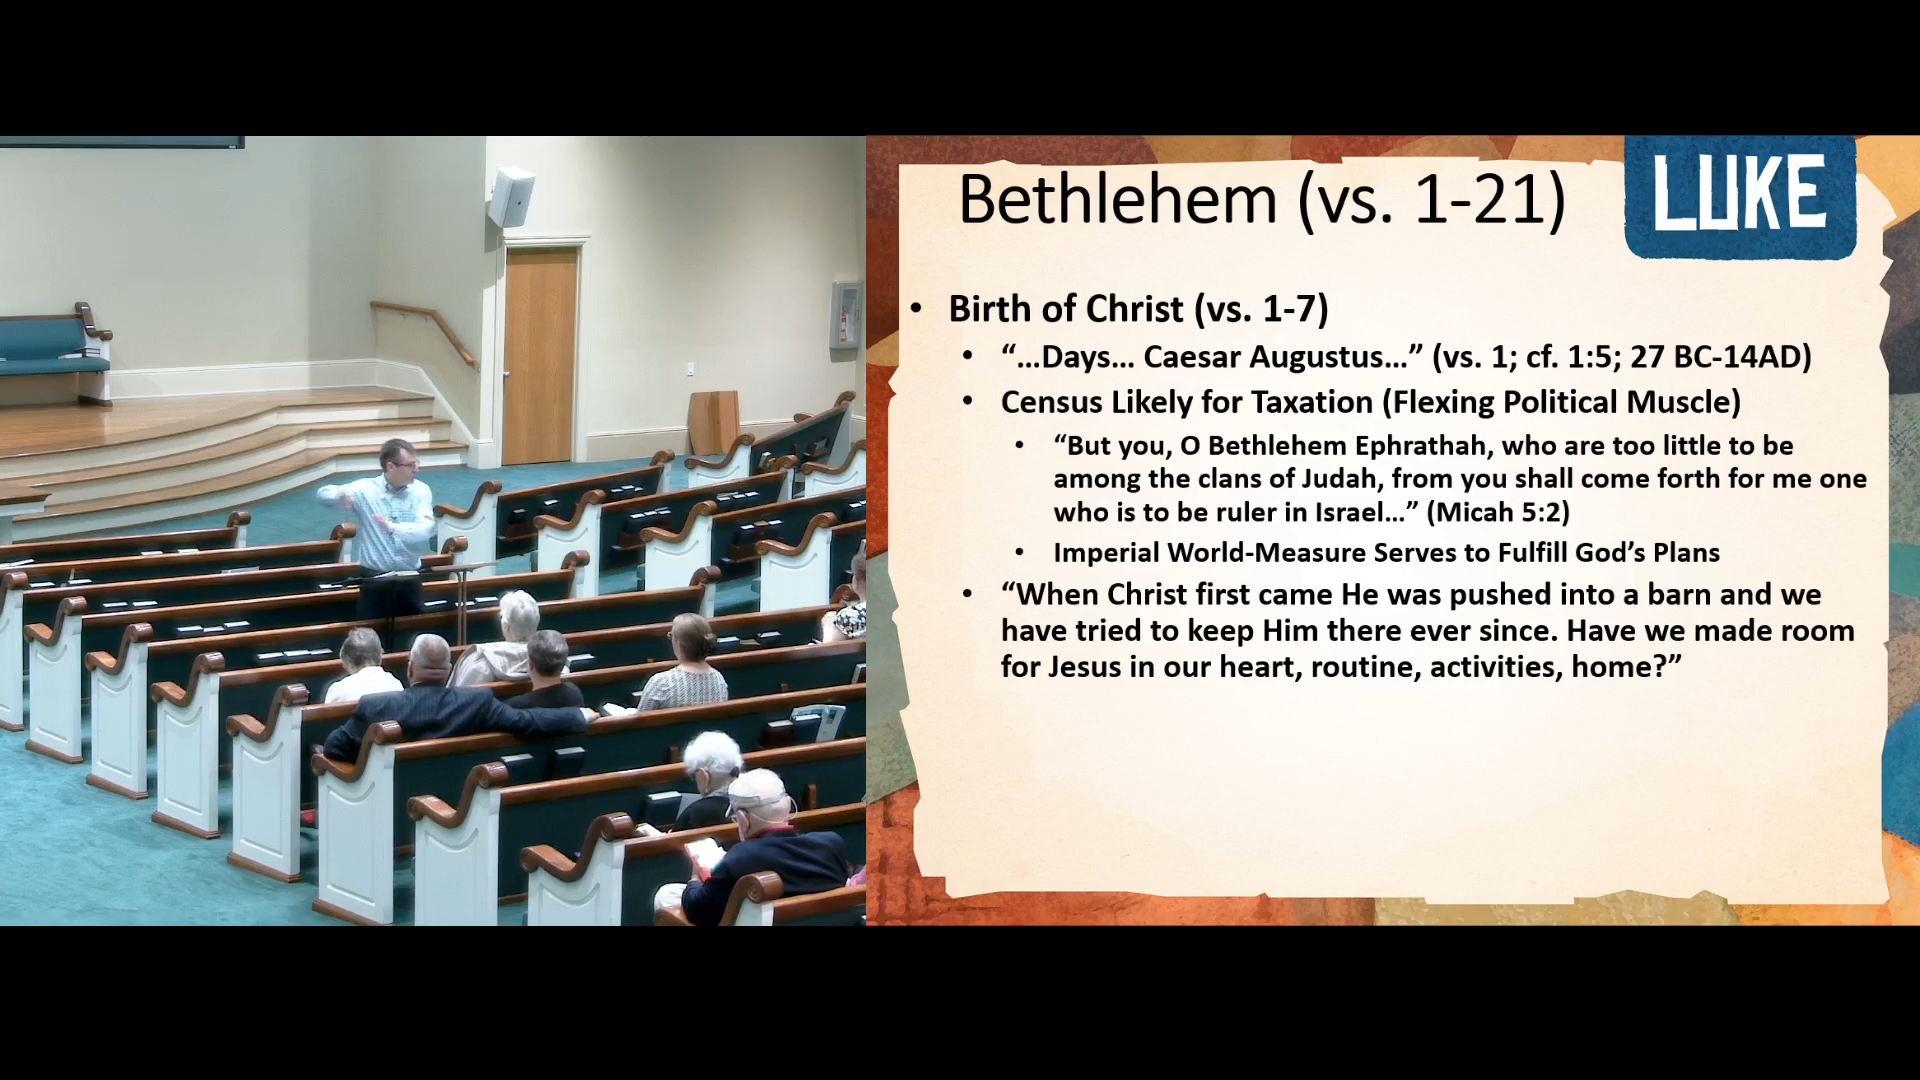 Bethlehem (vs. 1-21)
LUKE
• Birth of Christ (vs. 1-7)
• “…Days… Caesar Augustus…” (vs. 1; cf. 1:5; 27 BC-14AD)
• Census Likely for Taxation (Flexing Political Muscle)
• “But you, O Bethlehem Ephrathah, who are too little to be
among the clans of Judah, from you shall come forth for me one
who is to be ruler in Israel…” (Micah 5:2)
• Imperial World-Measure Serves to Fulfill God’s Plans
• “When Christ first came He was pushed into a barn and we
have tried to keep Him there ever since. Have we made room
for Jesus in our heart, routine, activities, home?”